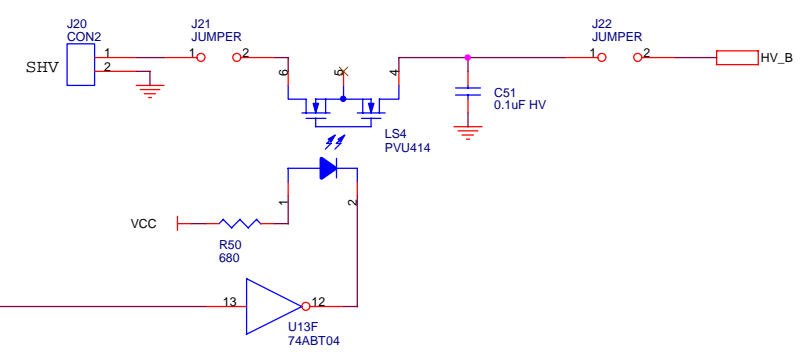 J20
CON2
J21
JUMPER
J22
JUMPER
1
1
2
1
2
SHV
2
HV_B
6
5
4
C51
0.1uF HV
LS4
PVU414
1
2
VCC
R50
680
13
12
U13F
74ABT04